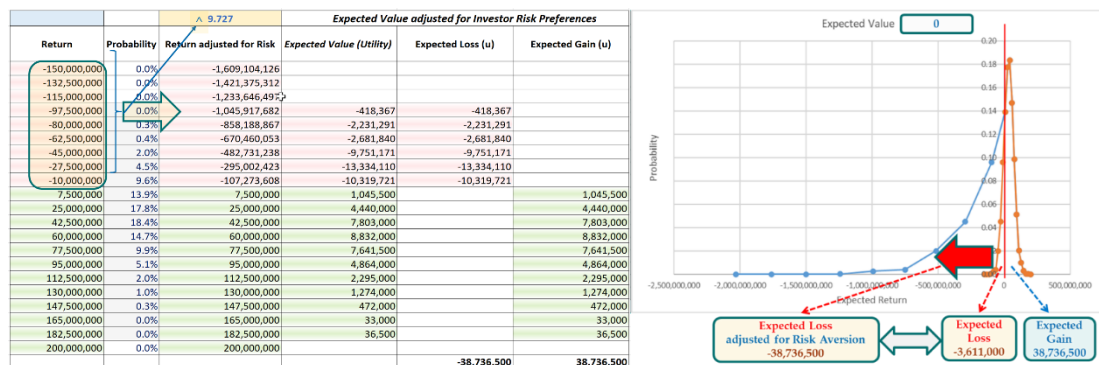 ^ 9.727 Expected Value adjusted for Investor Risk Preferences
Return Probability Return adjusted for Risk Expected Value (Utility) Expected Loss (u) Expected Gain (u)
-150,000,000 0.0% -1,609,104,126
-132,500,000 0.0% -1,421,375,312
-115,000,000 0.0% -1,233,646,497
-97,500,000 0.0% -1,045,917,682 -418,367 -418,367
-80,000,000 0.3% -858,188,867 -2,231,291 -2,231,291
-62,500,000 0.4% -670,460,053 -2,681,840 -2,681,840
-45,000,000 2.0% -482,731,238 -9,751,171 -9,751,171
-27,500,000 4.5% -295,002,423 -13,334,110 -13,334,110
-10,000,000 9.6% -107,273,608 -10,319,721 -10,319,721
7,500,000 13.9% 7,500,000 1,045,500 1,045,500
25,000,000 17.8% 25,000,000 4,440,000 4,440,000
42,500,000 18.4% 42,500,000 7,803,000 7,803,000
60,000,000 14.7% 60,000,000 8,832,000 8,832,000
77,500,000 9.9% 77,500,000 7,641,500 7,641,500
95,000,000 5.1% 95,000,000 4,864,000 4,864,000
112,500,000 2.0% 112,500,000 2,295,000 2,295,000
130,000,000 1.0% 130,000,000 1,274,000 1,274,000
147,500,000 0.3% 147,500,000 472,000 472,000
165,000,000 0.0% 165,000,000 33,000 33,000
182,500,000 0.0% 182,500,000 36,500 36,500
200,000,000 0.0% 200,000,000
-38,736,500 38,736,500
Expected Value 0
0.20
0.18
0.16
0.14
0.12
0.10
0.08
0.06
0.04
0.02
0.00
Probability
-2,500,000,000 -2,000,000,000 -1,500,000,000 -500,000,000 0 500,000,000
Expected Return
Expected Loss
adjusted for Risk Aversion
-38,736,500
Expected
Loss
-3,611,000
Expected
Gain
38,736,500